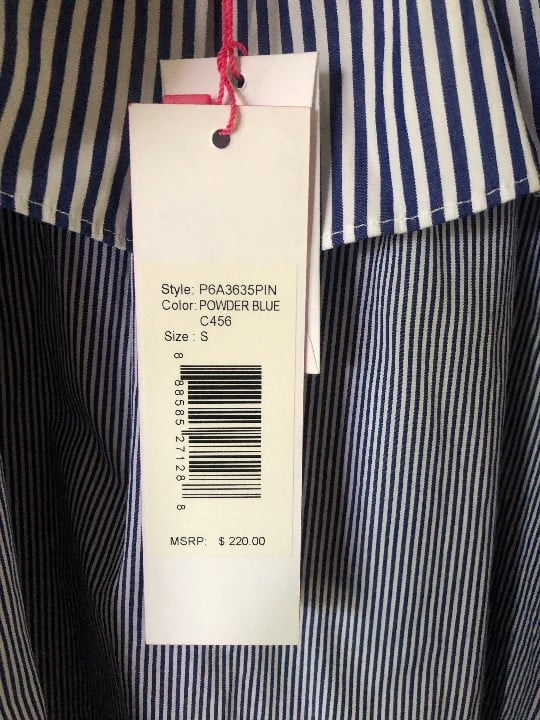 Style: P6A3635PIN
Color: POWDER BLUE
C456
Size : S
8 88585 27128 8
MSRP: $ 220.00